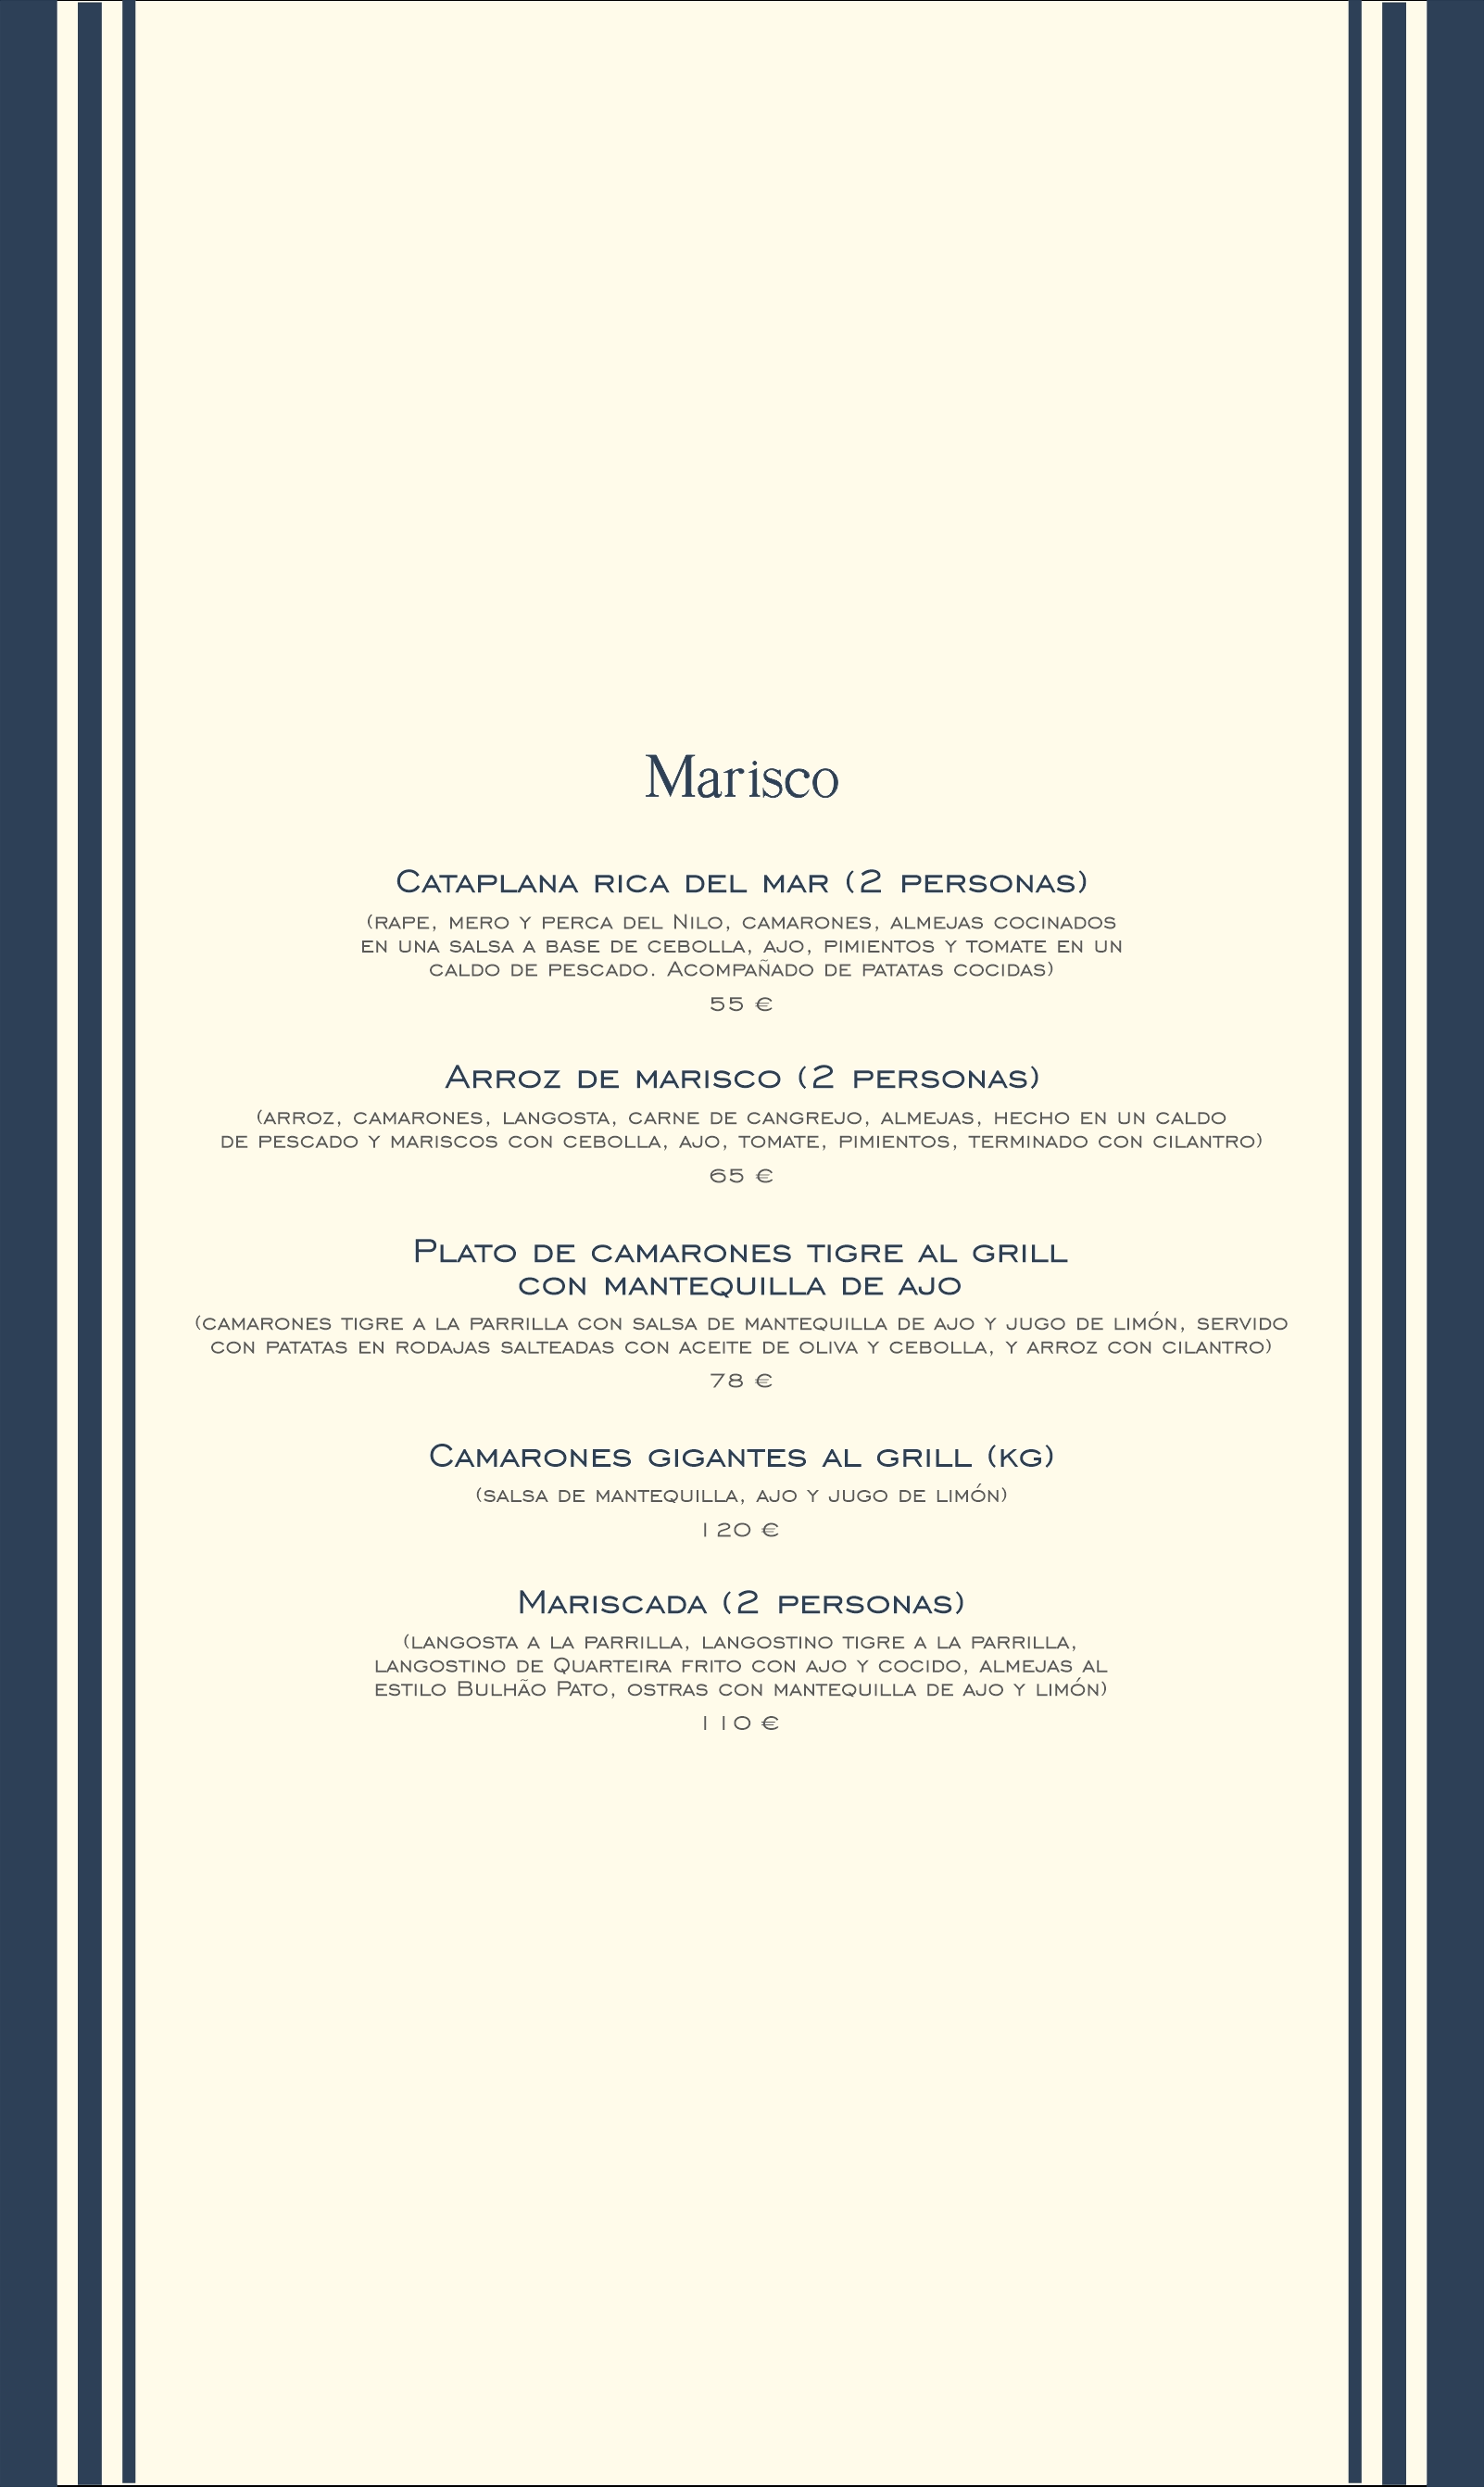 Marisco
Cataplana rica del mar (2 personas)
(rape, mero y perca del Nilo, camarones, almejas cocinados
en una salsa a base de cebolla, ajo, pimientos y tomate en un
caldo de pescado. Acompañado de patatas cocidas)
55 €
Arroz de marisco (2 personas)
(arroz, camarones, langosta, carne de cangrejo, almejas, hecho en un caldo
de pescado y mariscos con cebolla, ajo, tomate, pimientos, terminado con cilantro)
65 €
Plato de camarones tigre al grill
con mantequilla de ajo
(camarones tigre a la parrilla con salsa de mantequilla de ajo y jugo de limón, servido
con patatas en rodajas salteadas con aceite de oliva y cebolla, y arroz con cilantro)
78 €
Camarones gigantes al grill (kg)
(salsa de mantequilla, ajo y jugo de limón)
120 €
Mariscada (2 personas)
(langosta a la parrilla, langostino tigre a la parrilla,
langostino de Quarteira frito con ajo y cocido, almejas al
estilo Bulhão Pato, ostras con mantequilla de ajo y limón)
110 €